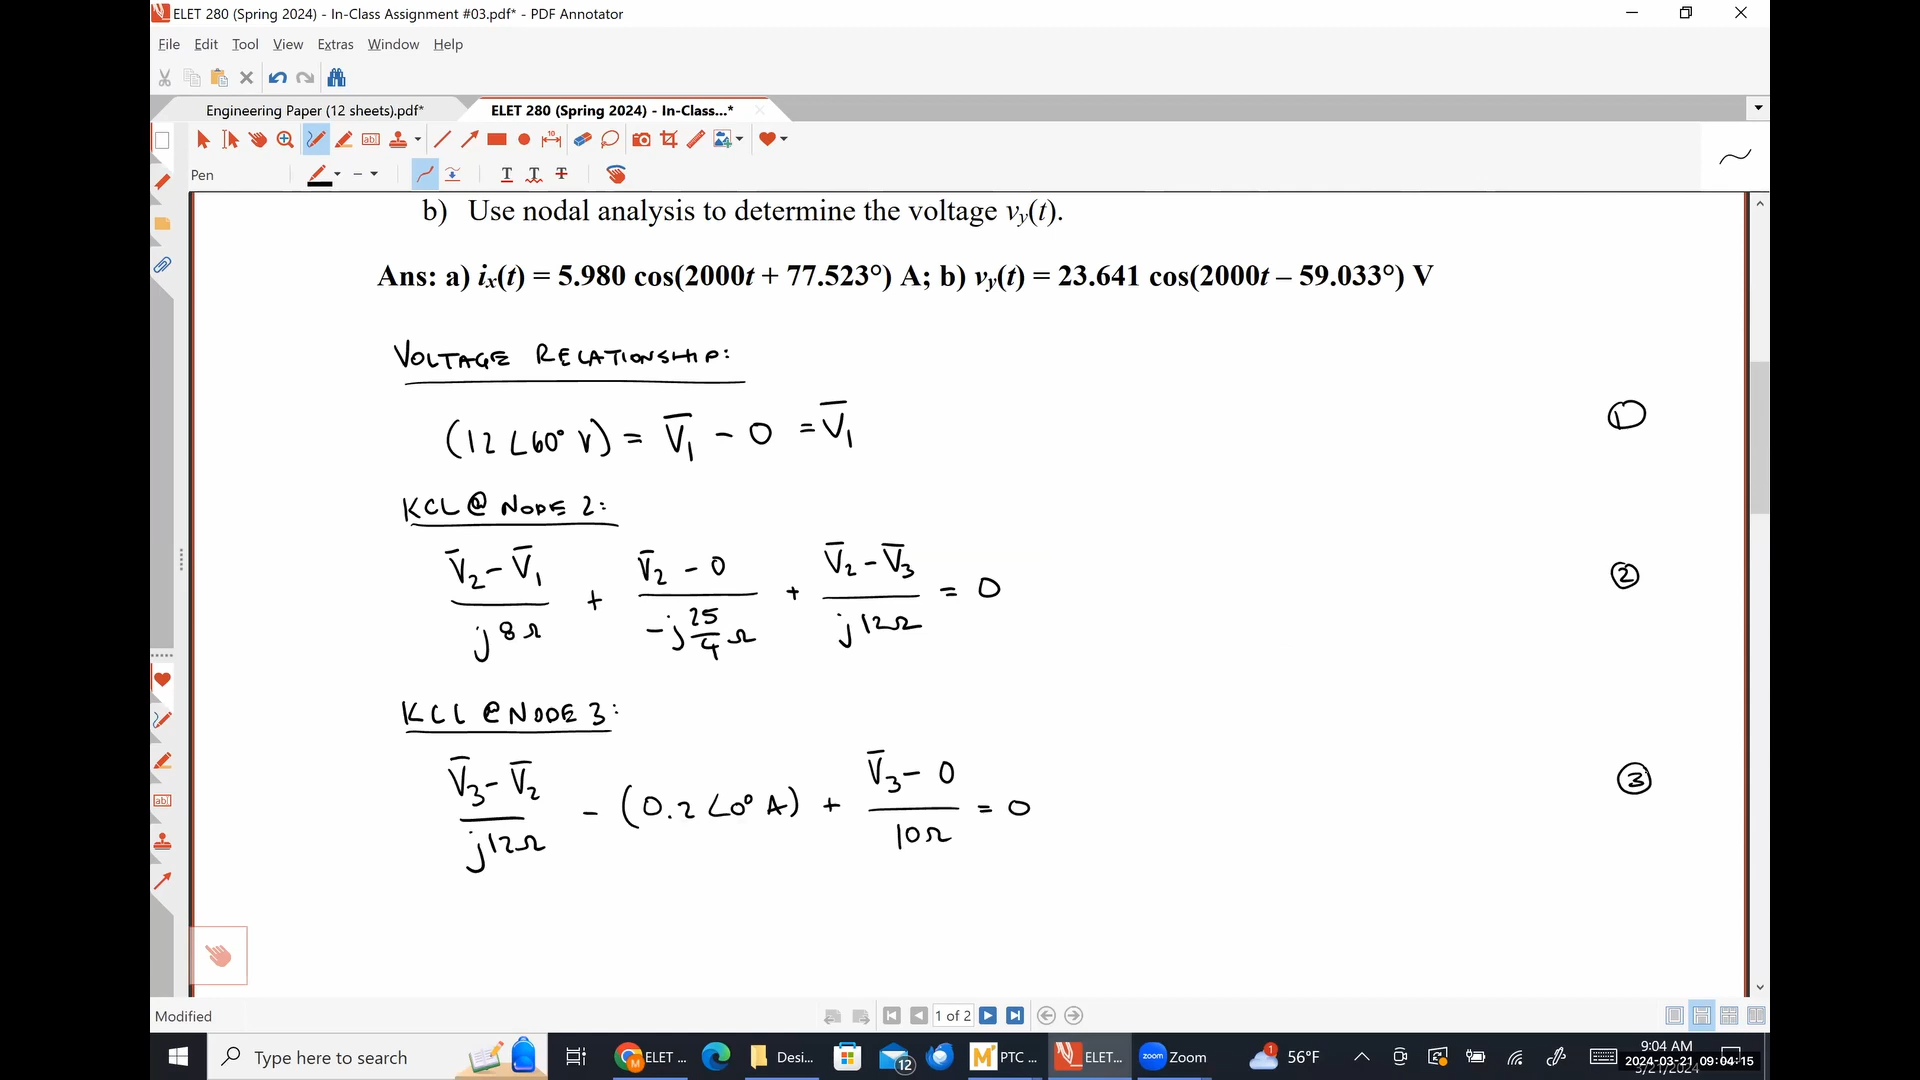 ELET 280 (Spring 2024) - In-Class Assignment #03.pdf* - PDF Annotator
File Edit Tool View Extras Window Help
Engineering Paper (12 sheets).pdf* ELET 280 (Spring 2024) - In-Class...*
Pen
b) Use nodal analysis to determine the voltage vy(t).
Ans: a) ix(t) = 5.980 cos(2000t + 77.523°) A; b) vy(t) = 23.641 cos(2000t – 59.033°) V
VOLTAGE RELATIONSHIP:
(12 ∠60° V) = V̅1 - 0 = V̅1 ①
KCL @ NODE 2:
(V̅2 - V̅1)/(j8Ω) + (V̅2 - 0)/(-j 25/4 Ω) + (V̅2 - V̅3)/(j12Ω) = 0 ②
KCL @ NODE 3:
(V̅3 - V̅2)/(j12Ω) - (0.2 ∠0° A) + (V̅3 - 0)/(10Ω) = 0 ③
Modified
1 of 2
Type here to search
ELET ...
Desi...
12
PTC ...
ELET...
zoom
Zoom
1
56°F
9:04 AM
2024-03-21 09:04:15